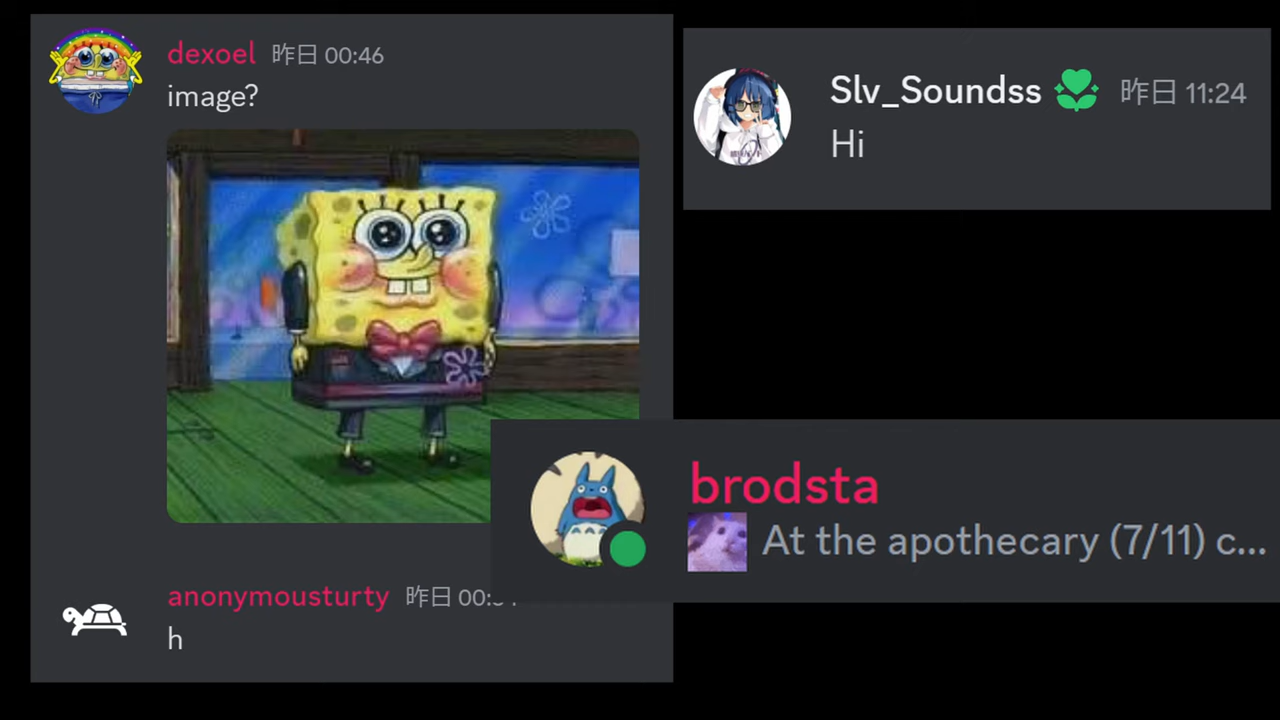 dexoel 昨日 00:46
image?
anonymousturty 昨日 00:
h
Slv_Soundss 昨日 11:24
Hi
brodsta
At the apothecary (7/11) c...